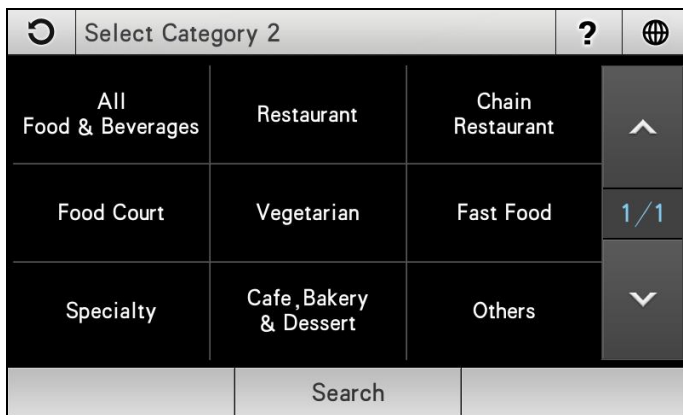 Select Category 2
?
All
Food & Beverages
Restaurant
Chain
Restaurant
Food Court
Vegetarian
Fast Food
1/1
Specialty
Cafe,Bakery
& Dessert
Others
Search